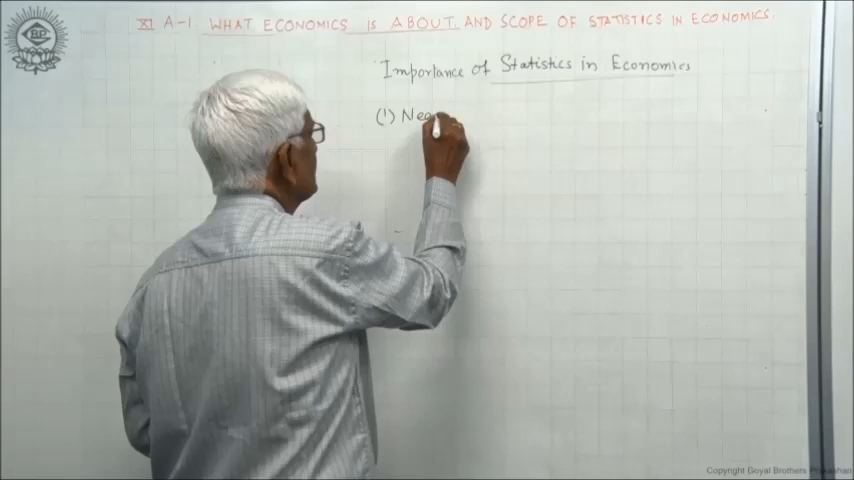 XI A-1 WHAT ECONOMICS IS ABOUT AND SCOPE OF STATISTICS IN ECONOMICS.
Importance of Statistics in Economics
(1) Nee
Copyright Goyal Brothers Prakashan